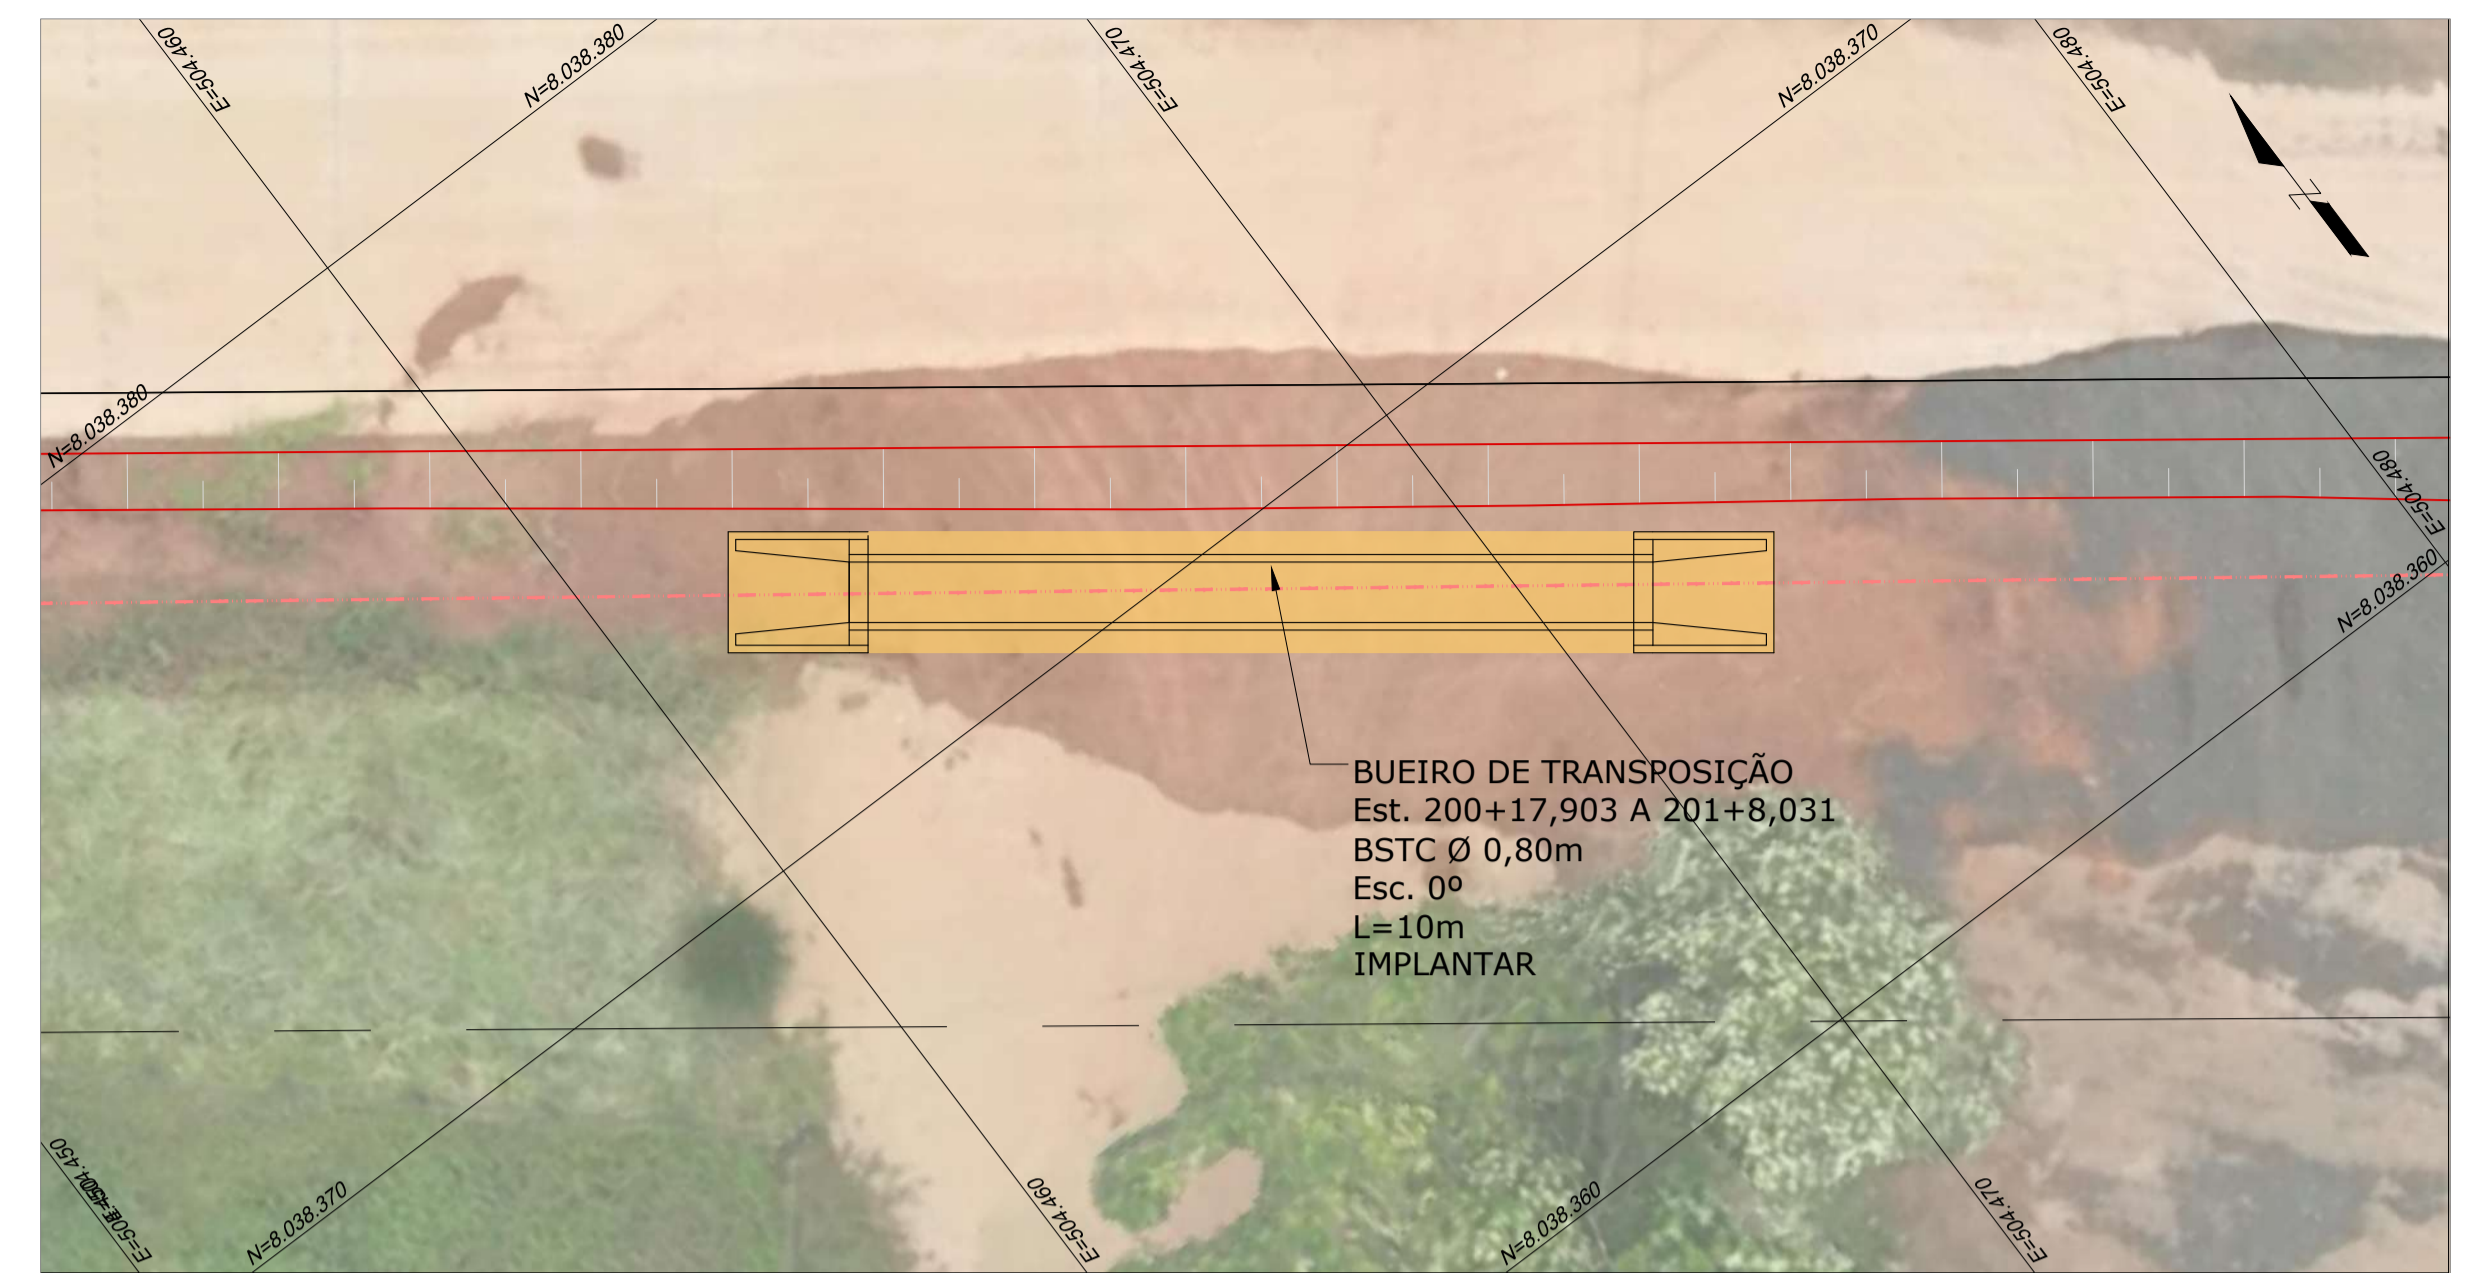 E=504.460
N=8.038.380
E=504.470
N=8.038.370
E=504.480
N
N=8.038.380
E=504.480
N=8.038.360
BUEIRO DE TRANSPOSIÇÃO
Est. 200+17,903 A 201+8,031
BSTC Ø 0,80m
Esc. 0º
L=10m
IMPLANTAR
N=8.038.370
E=504.460
N=8.038.360
E=504.470